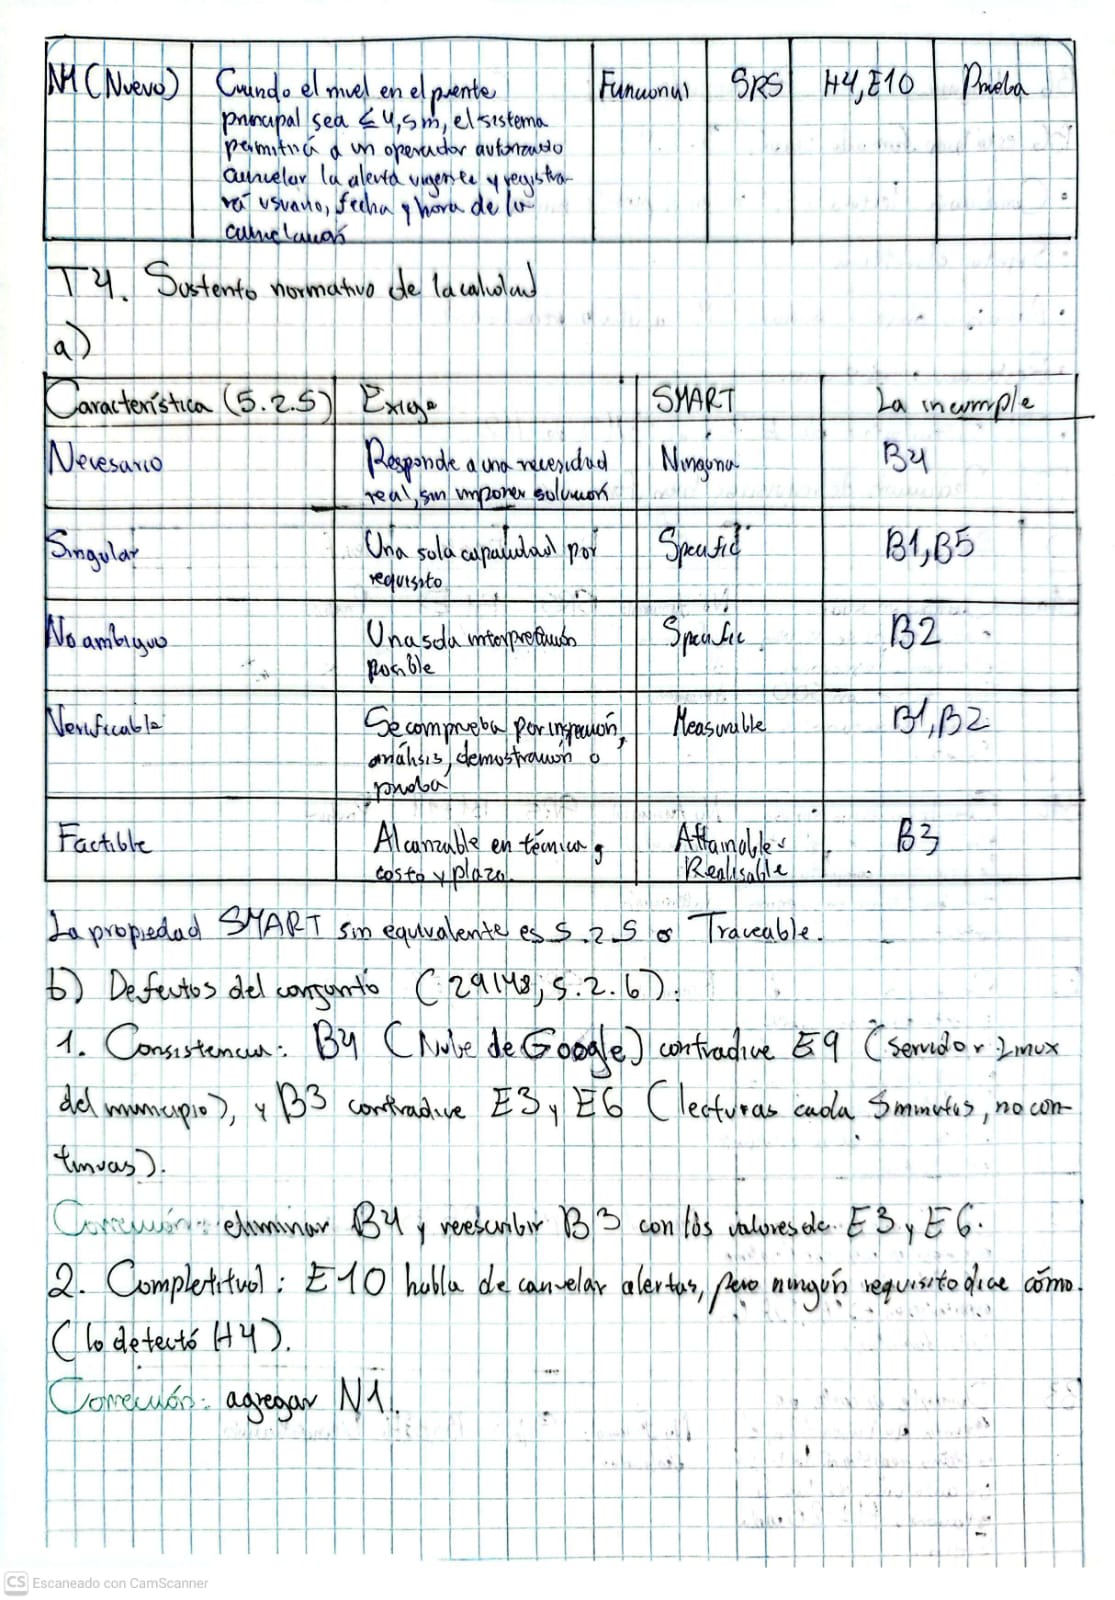 N1 (Nuevo) Cuando el nivel en el puente Funcional SRS H4, E10 Prueba
principal sea ≤ 4,5m, el sistema
permitirá a un operador autorizado
cancelar la alerta vigente y registra-
rá usuario, fecha y hora de la
cancelación
T4. Sustento normativo de la calidad
a)
Característica (5.2.5) Exige SMART La incumple
Necesario Responde a una necesidad Ninguna B4
real, sin imponer solución
Singular Una sola capacidad por Specific B1, B5
requisito
No ambiguo Una sola interpretación Specific B2
posible
Verificable Se comprueba por inspección, Measurable B1, B2
análisis, demostración o
prueba
Factible Alcanzable en técnica, Attainable y B3
costo y plazo. Realisable
La propiedad SMART sin equivalente es 5.2.5 o Traceable.
b) Defectos del conjunto (29148; 5.2.6):
1. Consistencia: B4 (Nube de Google) contradice E9 (servidor Linux
del municipio), y B3 contradice E3 y E6 (lecturas cada 5 minutos, no con-
tinuas).
Corrección: eliminar B4 y reescribir B3 con los valores de E3 y E6.
2. Completitud: E10 habla de cancelar alertas, pero ningún requisito dice cómo.
(lo detectó H4).
Corrección: agregar N1.
CS Escaneado con CamScanner